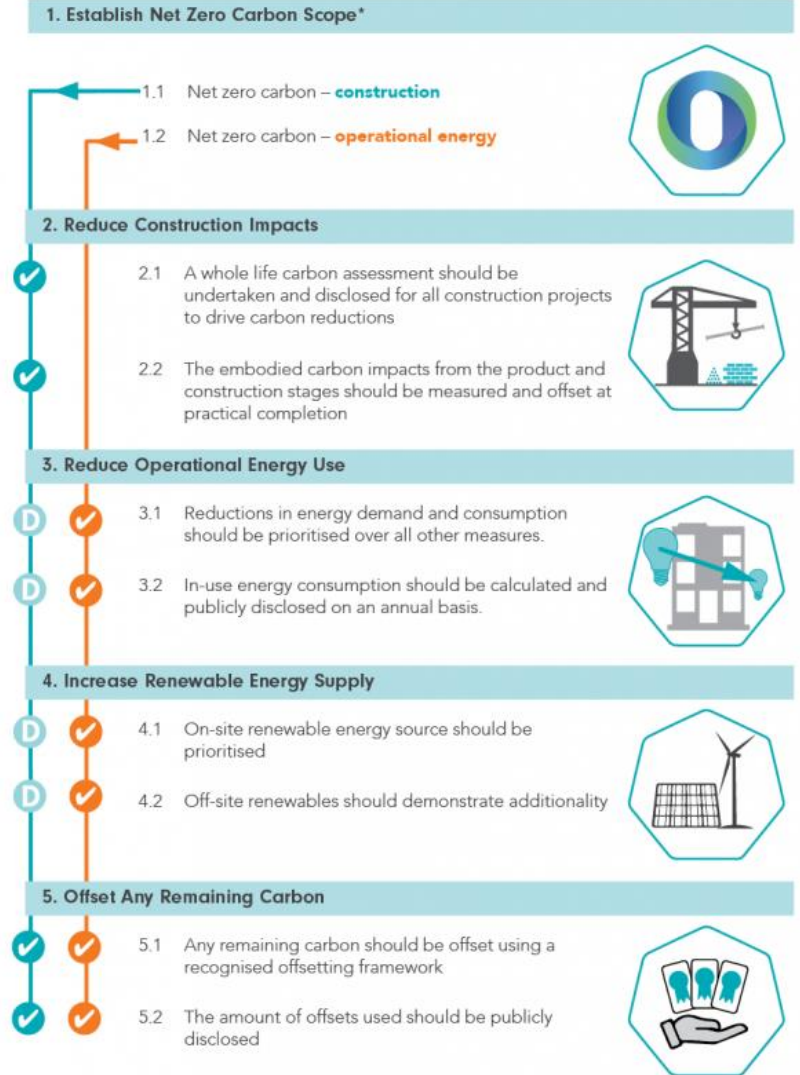 1. Establish Net Zero Carbon Scope*
1.1 Net zero carbon – construction
1.2 Net zero carbon – operational energy
2. Reduce Construction Impacts
2.1 A whole life carbon assessment should be
undertaken and disclosed for all construction projects
to drive carbon reductions
2.2 The embodied carbon impacts from the product and
construction stages should be measured and offset at
practical completion
3. Reduce Operational Energy Use
D 3.1 Reductions in energy demand and consumption
should be prioritised over all other measures.
D 3.2 In-use energy consumption should be calculated and
publicly disclosed on an annual basis.
4. Increase Renewable Energy Supply
D 4.1 On-site renewable energy source should be
prioritised
D 4.2 Off-site renewables should demonstrate additionality
5. Offset Any Remaining Carbon
5.1 Any remaining carbon should be offset using a
recognised offsetting framework
5.2 The amount of offsets used should be publicly
disclosed